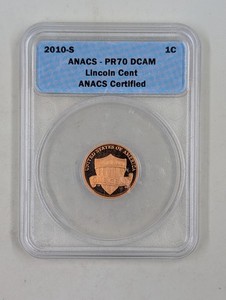 2010-S 1C
ANACS - PR70 DCAM
Lincoln Cent
ANACS Certified
UNITED STATES OF AMERICA